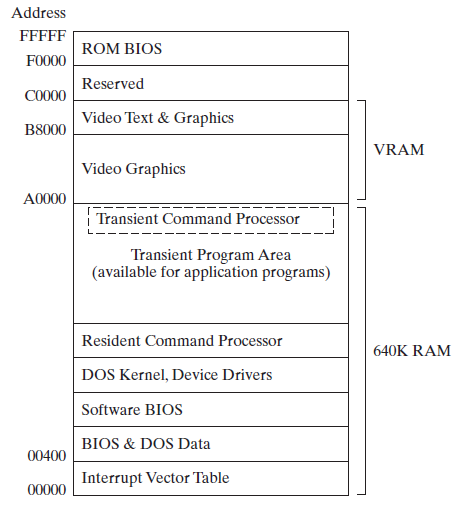 Address
FFFFF
ROM BIOS
F0000
Reserved
C0000
Video Text & Graphics
B8000
VRAM
Video Graphics
A0000
Transient Command Processor
Transient Program Area
(available for application programs)
Resident Command Processor
640K RAM
DOS Kernel, Device Drivers
Software BIOS
BIOS & DOS Data
00400
Interrupt Vector Table
00000